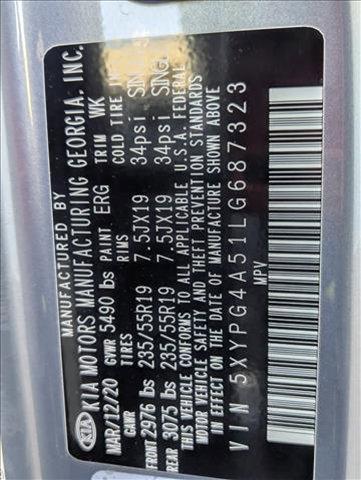 MANUFACTURED BY
KIA KIA MOTORS MANUFACTURING GEORGIA, INC.
MAR/12/20 PAINT ERG TRIM WK
GVWR 5490 lbs
GAWR TIRES RIMS COLD TIRE
FRONT 2976 lbs 235/55R19 7.5JX19 34psi
REAR 3075 lbs 235/55R19 7.5JX19 34psi
THIS VEHICLE CONFORMS TO ALL APPLICABLE U.S.A. FEDERAL
MOTOR VEHICLE SAFETY AND THEFT PREVENTION STANDARDS
IN EFFECT ON THE DATE OF MANUFACTURE SHOWN ABOVE
VIN 5XYPG4A51LG687323
MPV